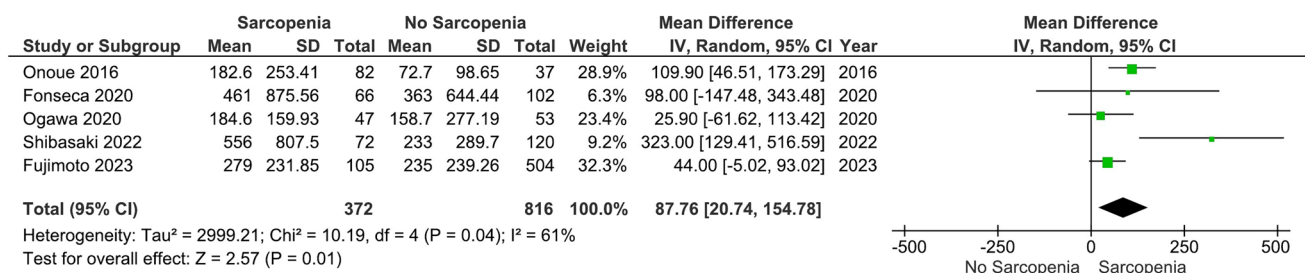 Sarcopenia No Sarcopenia Mean Difference Mean Difference
Study or Subgroup Mean SD Total Mean SD Total Weight IV, Random, 95% CI Year IV, Random, 95% CI
Onoue 2016 182.6 253.41 82 72.7 98.65 37 28.9% 109.90 [46.51, 173.29] 2016
Fonseca 2020 461 875.56 66 363 644.44 102 6.3% 98.00 [-147.48, 343.48] 2020
Ogawa 2020 184.6 159.93 47 158.7 277.19 53 23.4% 25.90 [-61.62, 113.42] 2020
Shibasaki 2022 556 807.5 72 233 289.7 120 9.2% 323.00 [129.41, 516.59] 2022
Fujimoto 2023 279 231.85 105 235 239.26 504 32.3% 44.00 [-5.02, 93.02] 2023
Total (95% CI) 372 816 100.0% 87.76 [20.74, 154.78]
Heterogeneity: Tau² = 2999.21; Chi² = 10.19, df = 4 (P = 0.04); I² = 61%
Test for overall effect: Z = 2.57 (P = 0.01)
-500 -250 0 250 500
No Sarcopenia Sarcopenia